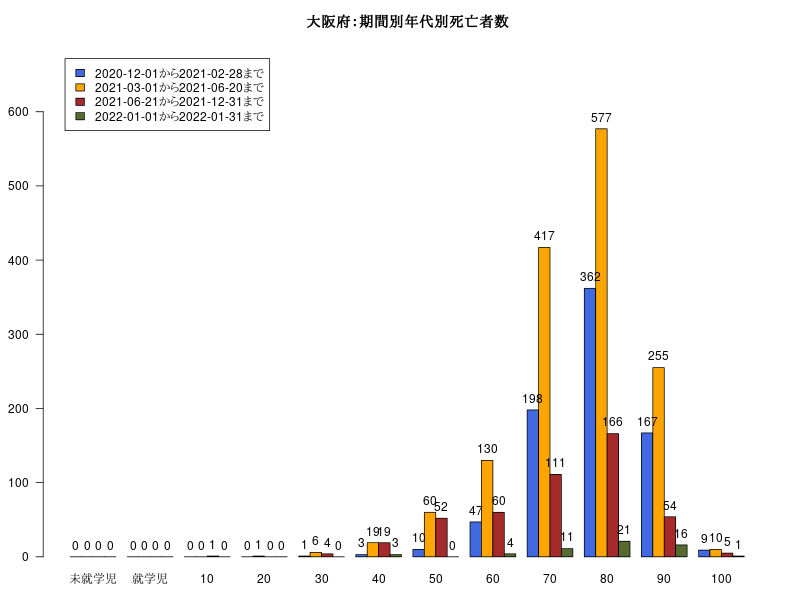 大阪府：期間別年代別死亡者数
2020-12-01から2021-02-28まで
2021-03-01から2021-06-20まで
2021-06-21から2021-12-31まで
2022-01-01から2022-01-31まで
600
500
400
300
200
100
0
0 0 0 0
0 0 0 0
0 0 1 0
0 1 0 0
1 6 4 0
3 19 19 3
10 60 52 0
47 130 60 4
198 417 111 11
362 577 166 21
167 255 54 16
9 10 5 1
未就学児 就学児 10 20 30 40 50 60 70 80 90 100